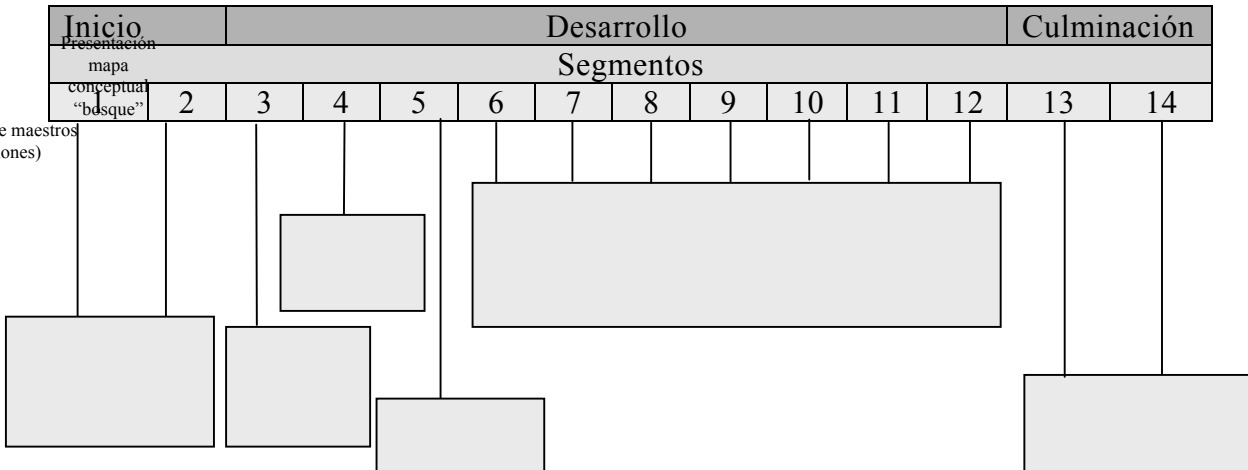 Inicio Desarrollo Culminación
Presentación
mapa
conceptual
“bosque”
Segmentos
1 2 3 4 5 6 7 8 9 10 11 12 13 14
e maestros
ones)